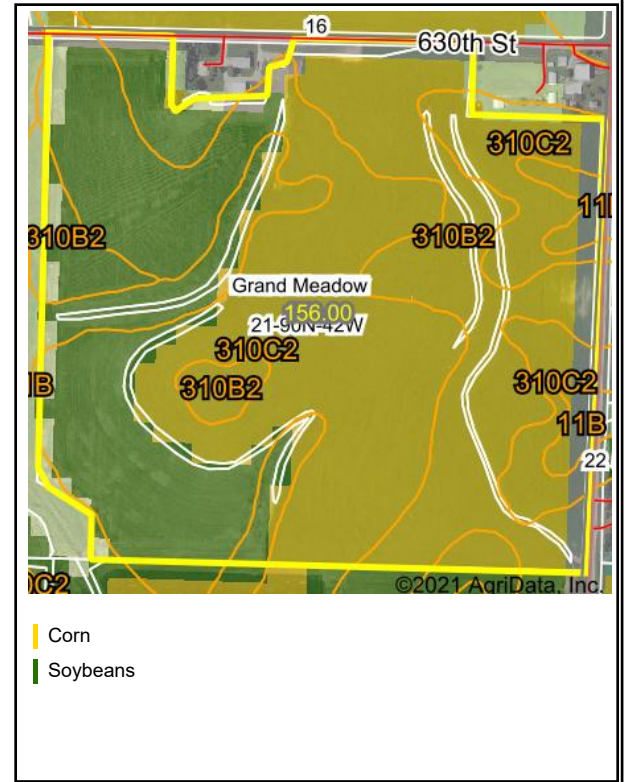 16
630th St
310C2
310B2
310B2
Grand Meadow
156.00
21-90N-42W
310C2
310B2
310C2
11B
22
©2021 AgriData, Inc.
Corn
Soybeans